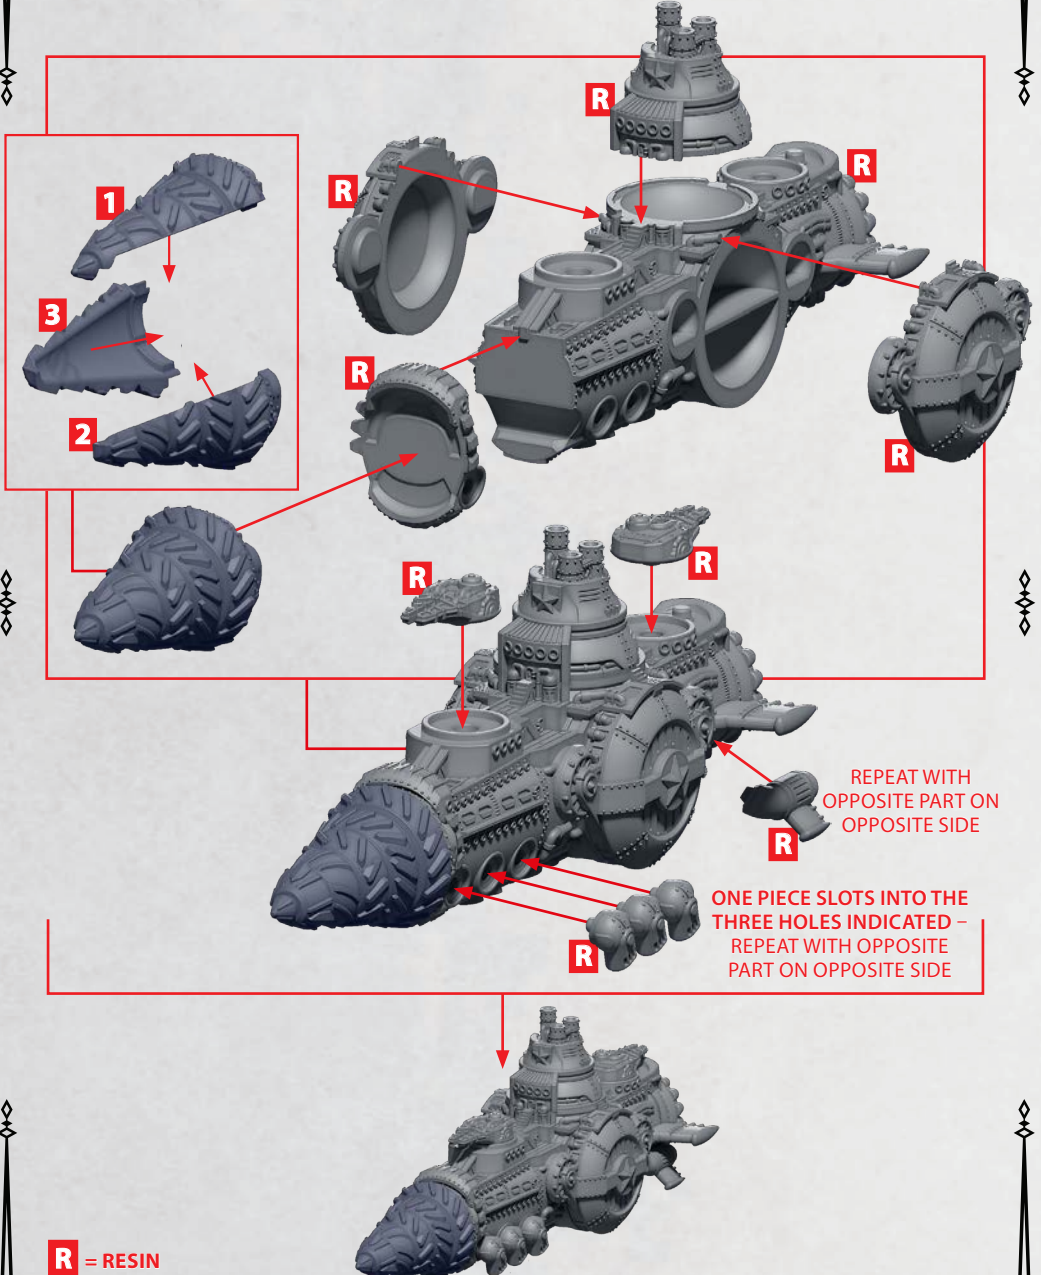 R
R
1
R
3
R
2
R
R
R
REPEAT WITH
OPPOSITE PART ON
OPPOSITE SIDE
R
ONE PIECE SLOTS INTO THE
THREE HOLES INDICATED –
REPEAT WITH OPPOSITE
PART ON OPPOSITE SIDE
R
R = RESIN